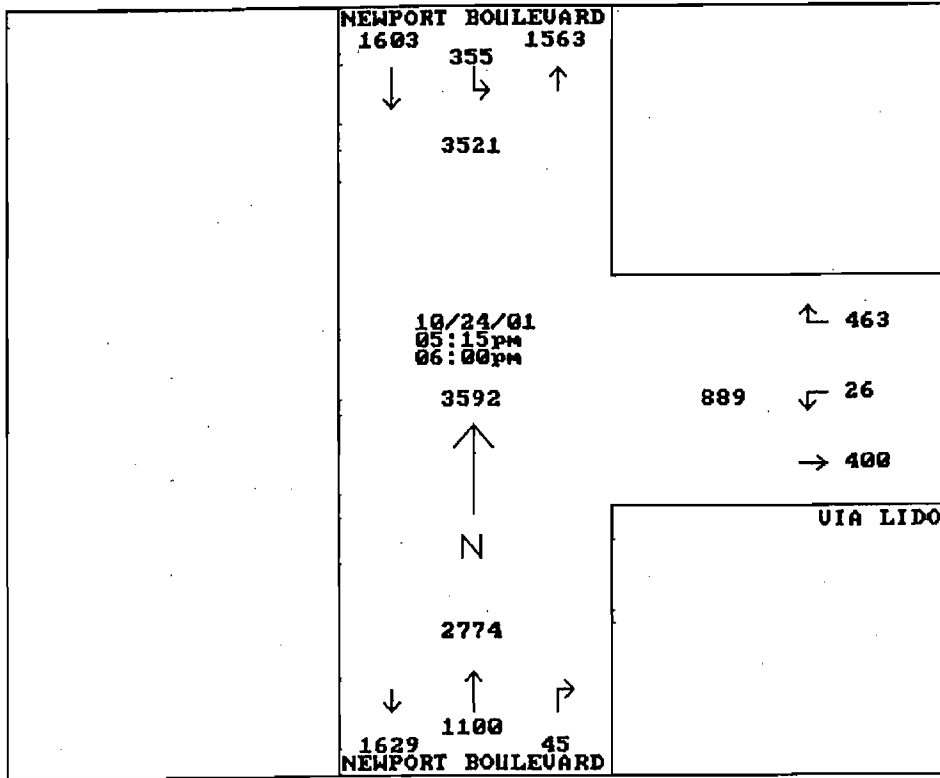 NEWPORT BOULEVARD
1603 355 1563
3521
10/24/01
05:15pm
06:00pm
3592
463
889 26
400
VIA LIDO
N
2774
1100
1629 45
NEWPORT BOULEVARD